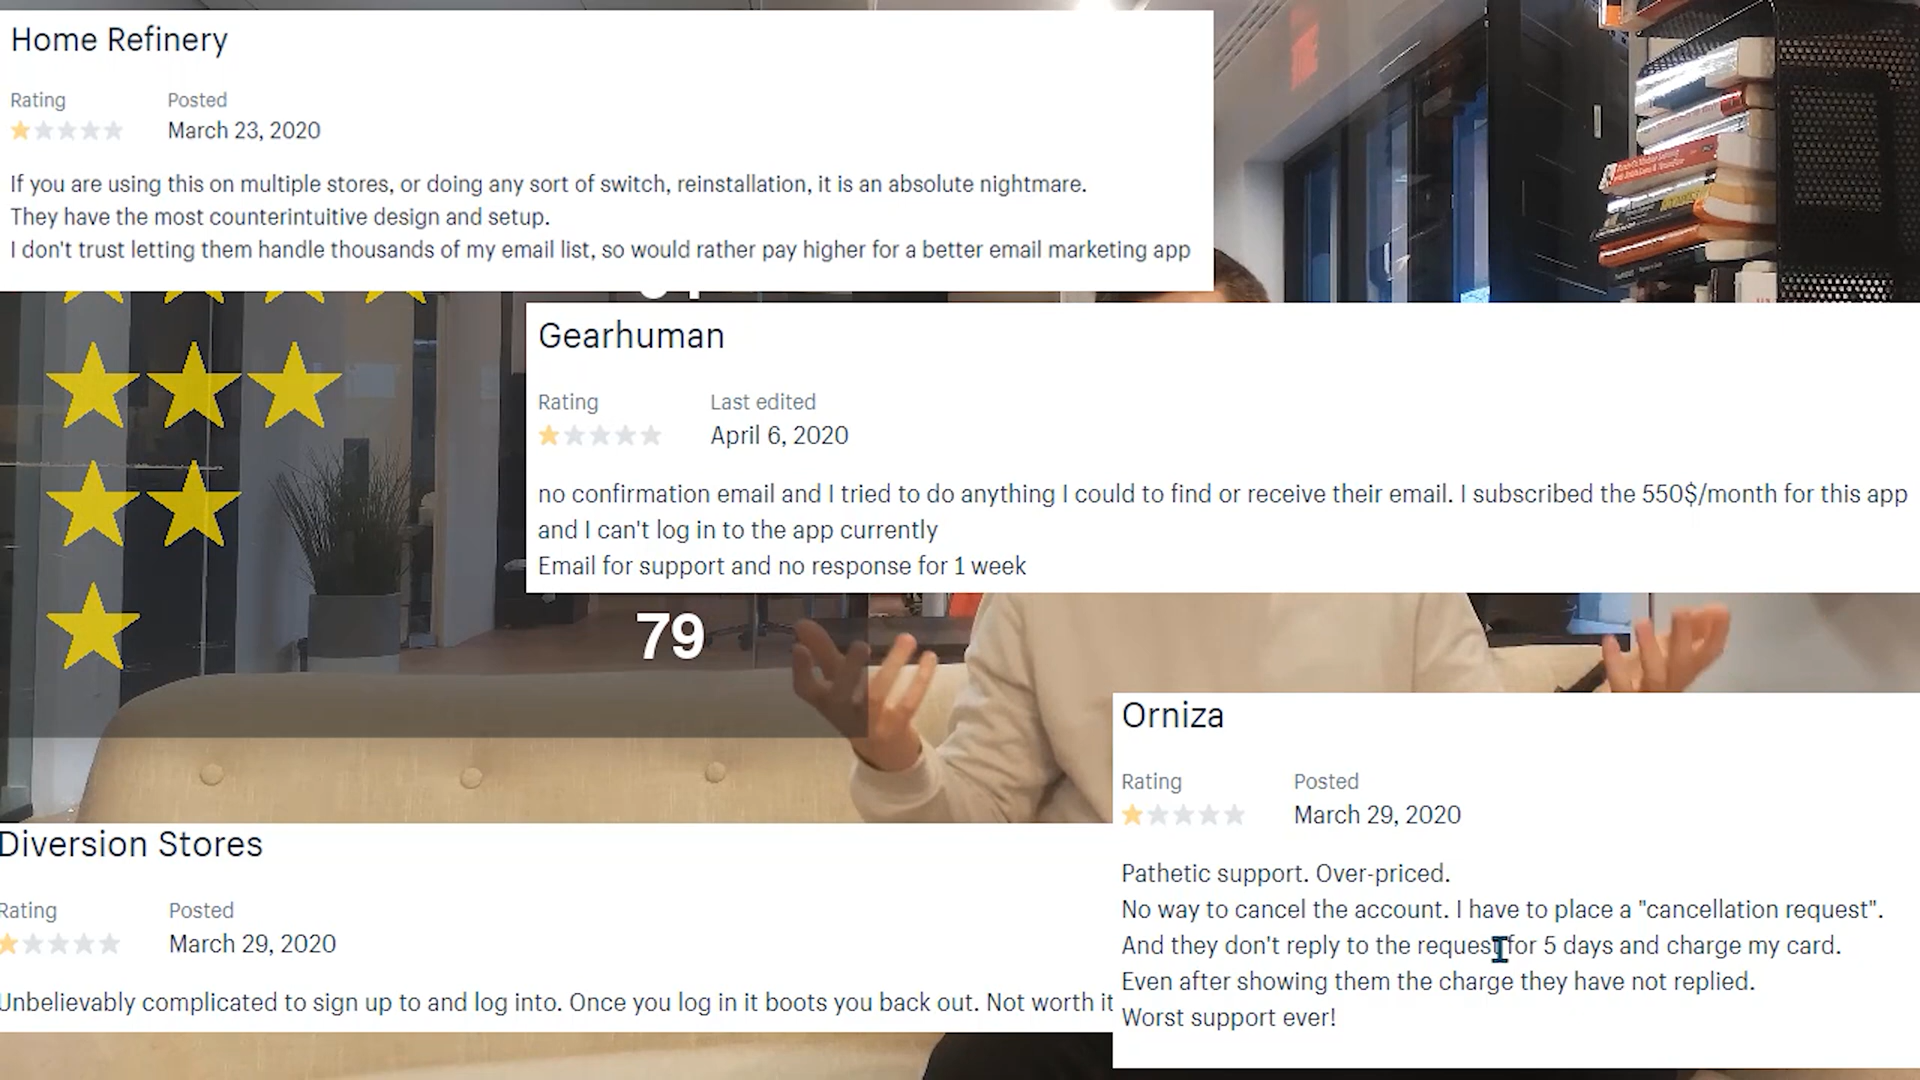 Home Refinery
Rating Posted
March 23, 2020
If you are using this on multiple stores, or doing any sort of switch, reinstallation, it is an absolute nightmare.
They have the most counterintuitive design and setup.
I don't trust letting them handle thousands of my email list, so would rather pay higher for a better email marketing app
Gearhuman
Rating Last edited
April 6, 2020
no confirmation email and I tried to do anything I could to find or receive their email. I subscribed the 550$/month for this app
and I can't log in to the app currently
Email for support and no response for 1 week
79
Orniza
Rating Posted
March 29, 2020
Pathetic support. Over-priced.
No way to cancel the account. I have to place a "cancellation request".
And they don't reply to the request for 5 days and charge my card.
Even after showing them the charge they have not replied.
Worst support ever!
Diversion Stores
Rating Posted
March 29, 2020
Unbelievably complicated to sign up to and log into. Once you log in it boots you back out. Not worth it